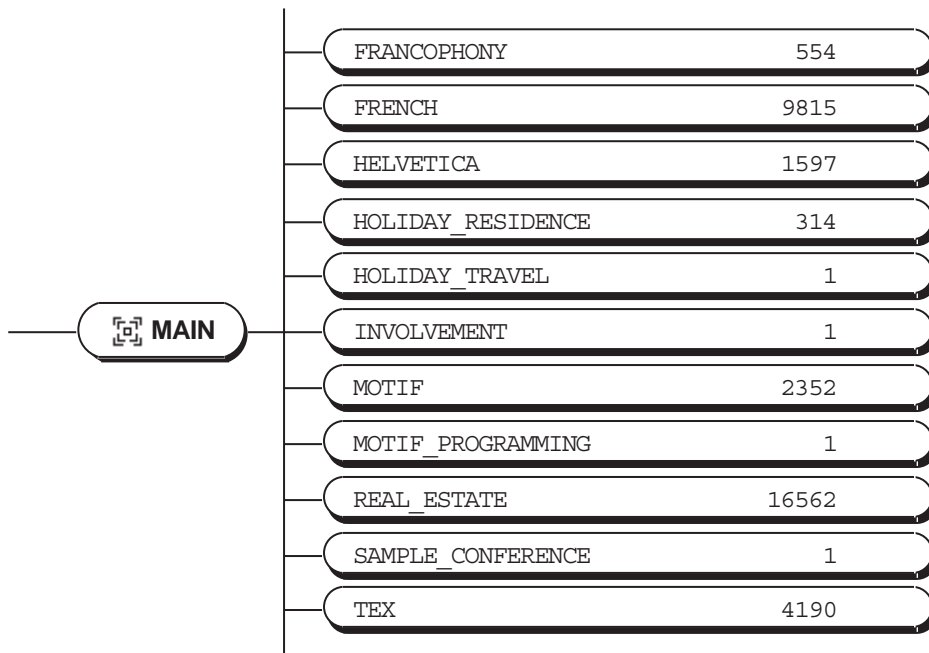 FRANCOPHONY 554
FRENCH 9815
HELVETICA 1597
HOLIDAY_RESIDENCE 314
HOLIDAY_TRAVEL 1
MAIN
INVOLVEMENT 1
MOTIF 2352
MOTIF_PROGRAMMING 1
REAL_ESTATE 16562
SAMPLE_CONFERENCE 1
TEX 4190